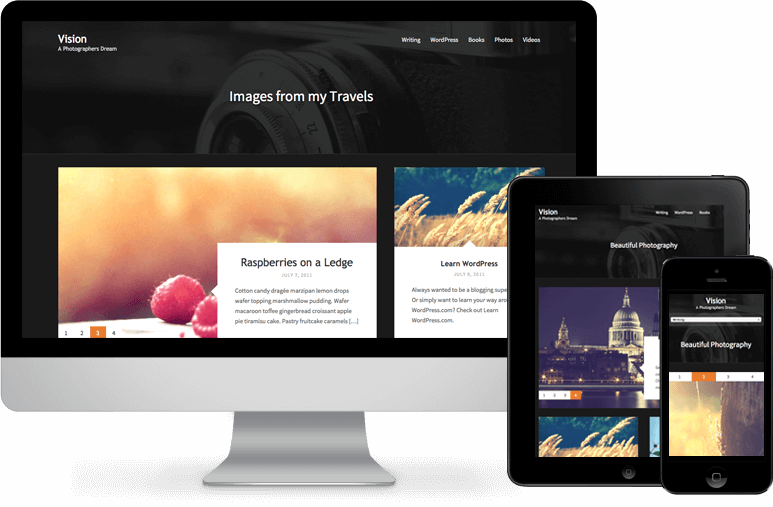 Vision
A Photographers Dream
Writing WordPress Books Photos Videos
Images from my Travels
Raspberries on a Ledge
JULY 7, 2011
Cotton candy dragée marzipan lemon drops
wafer topping marshmallow pudding. Wafer
macaroon toffee gingerbread croissant apple
pie tiramisu cake. Pastry fruitcake caramels [...]
1 2 3 4
Learn WordPress
JULY 5, 2011
Always wanted to be a blogging supe
Or simply want to learn your way aro
WordPress.com? Check out Learn
WordPress.com.
Vision
A Photographers Dream
Writing WordPress Books
Beautiful Photography
1 2 3 4
Vision
A Photographers Dream
Writing
Beautiful Photography
1 2 3 4